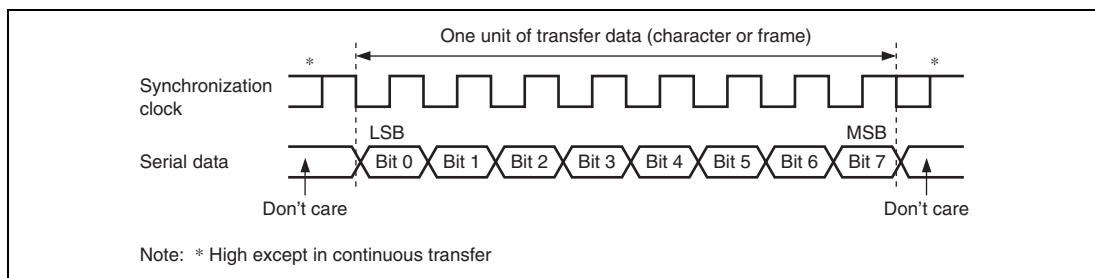 One unit of transfer data (character or frame)
* *
Synchronization
clock
LSB MSB
Serial data Bit 0 Bit 1 Bit 2 Bit 3 Bit 4 Bit 5 Bit 6 Bit 7
Don't care Don't care
Note: * High except in continuous transfer